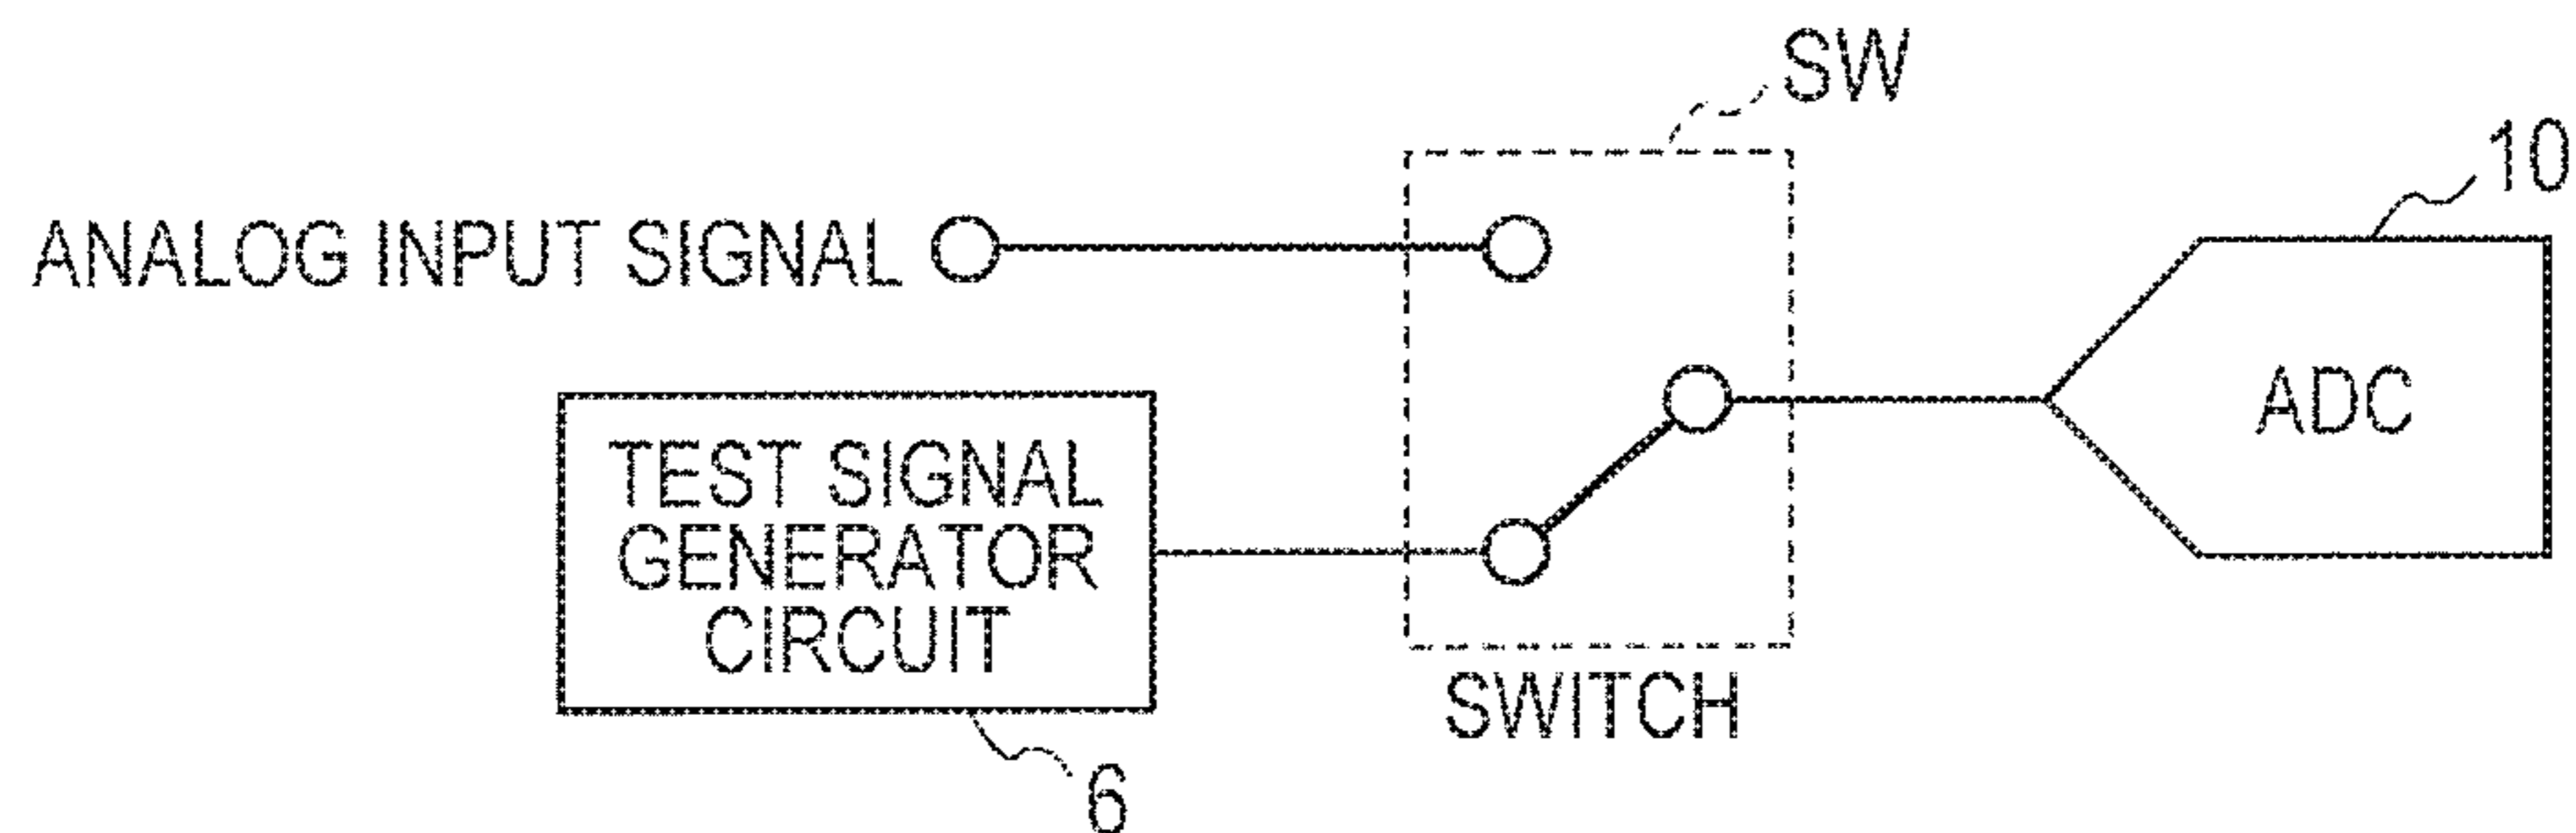 SW
10
ANALOG INPUT SIGNAL
ADC
TEST SIGNAL
GENERATOR
CIRCUIT
SWITCH
6